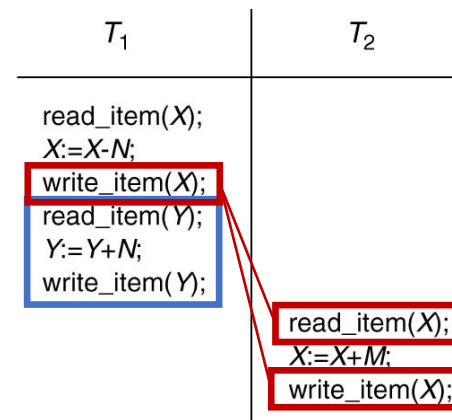 T1 T2
read_item(X);
X:=X-N;
write_item(X);
read_item(Y);
Y:=Y+N;
write_item(Y);
read_item(X);
X:=X+M;
write_item(X);